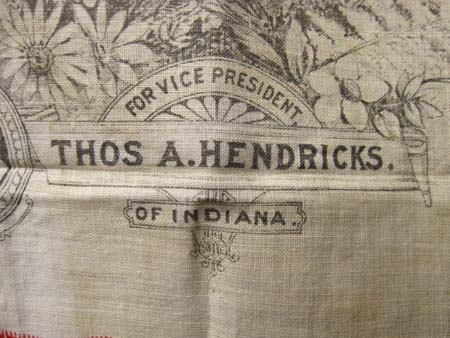 FOR VICE PRESIDENT.
THOS A. HENDRICKS.
OF INDIANA.